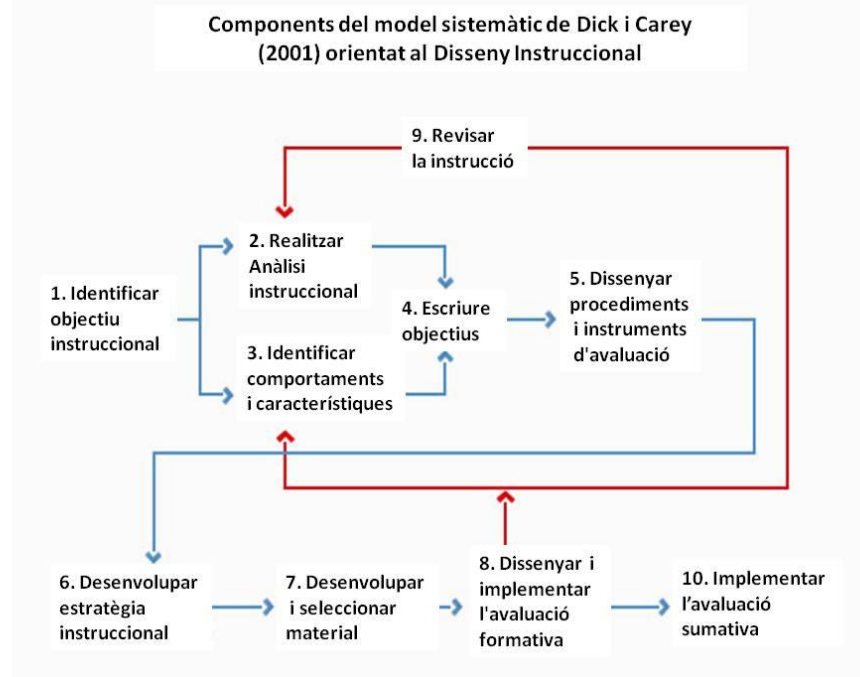 Components del model sistemàtic de Dick i Carey
(2001) orientat al Disseny Instruccional
9. Revisar
la instrucció
2. Realitzar
Anàlisi
instruccional
1. Identificar
objectiu
instruccional
3. Identificar
comportaments
i característiques
4. Escriure
objectius
5. Dissenyar
procediments
i instruments
d'avaluació
6. Desenvolupar
estratègia
instruccional
7. Desenvolupar
i seleccionar
material
8. Dissenyar i
implementar
l'avaluació
formativa
10. Implementar
l’avaluació
sumativa